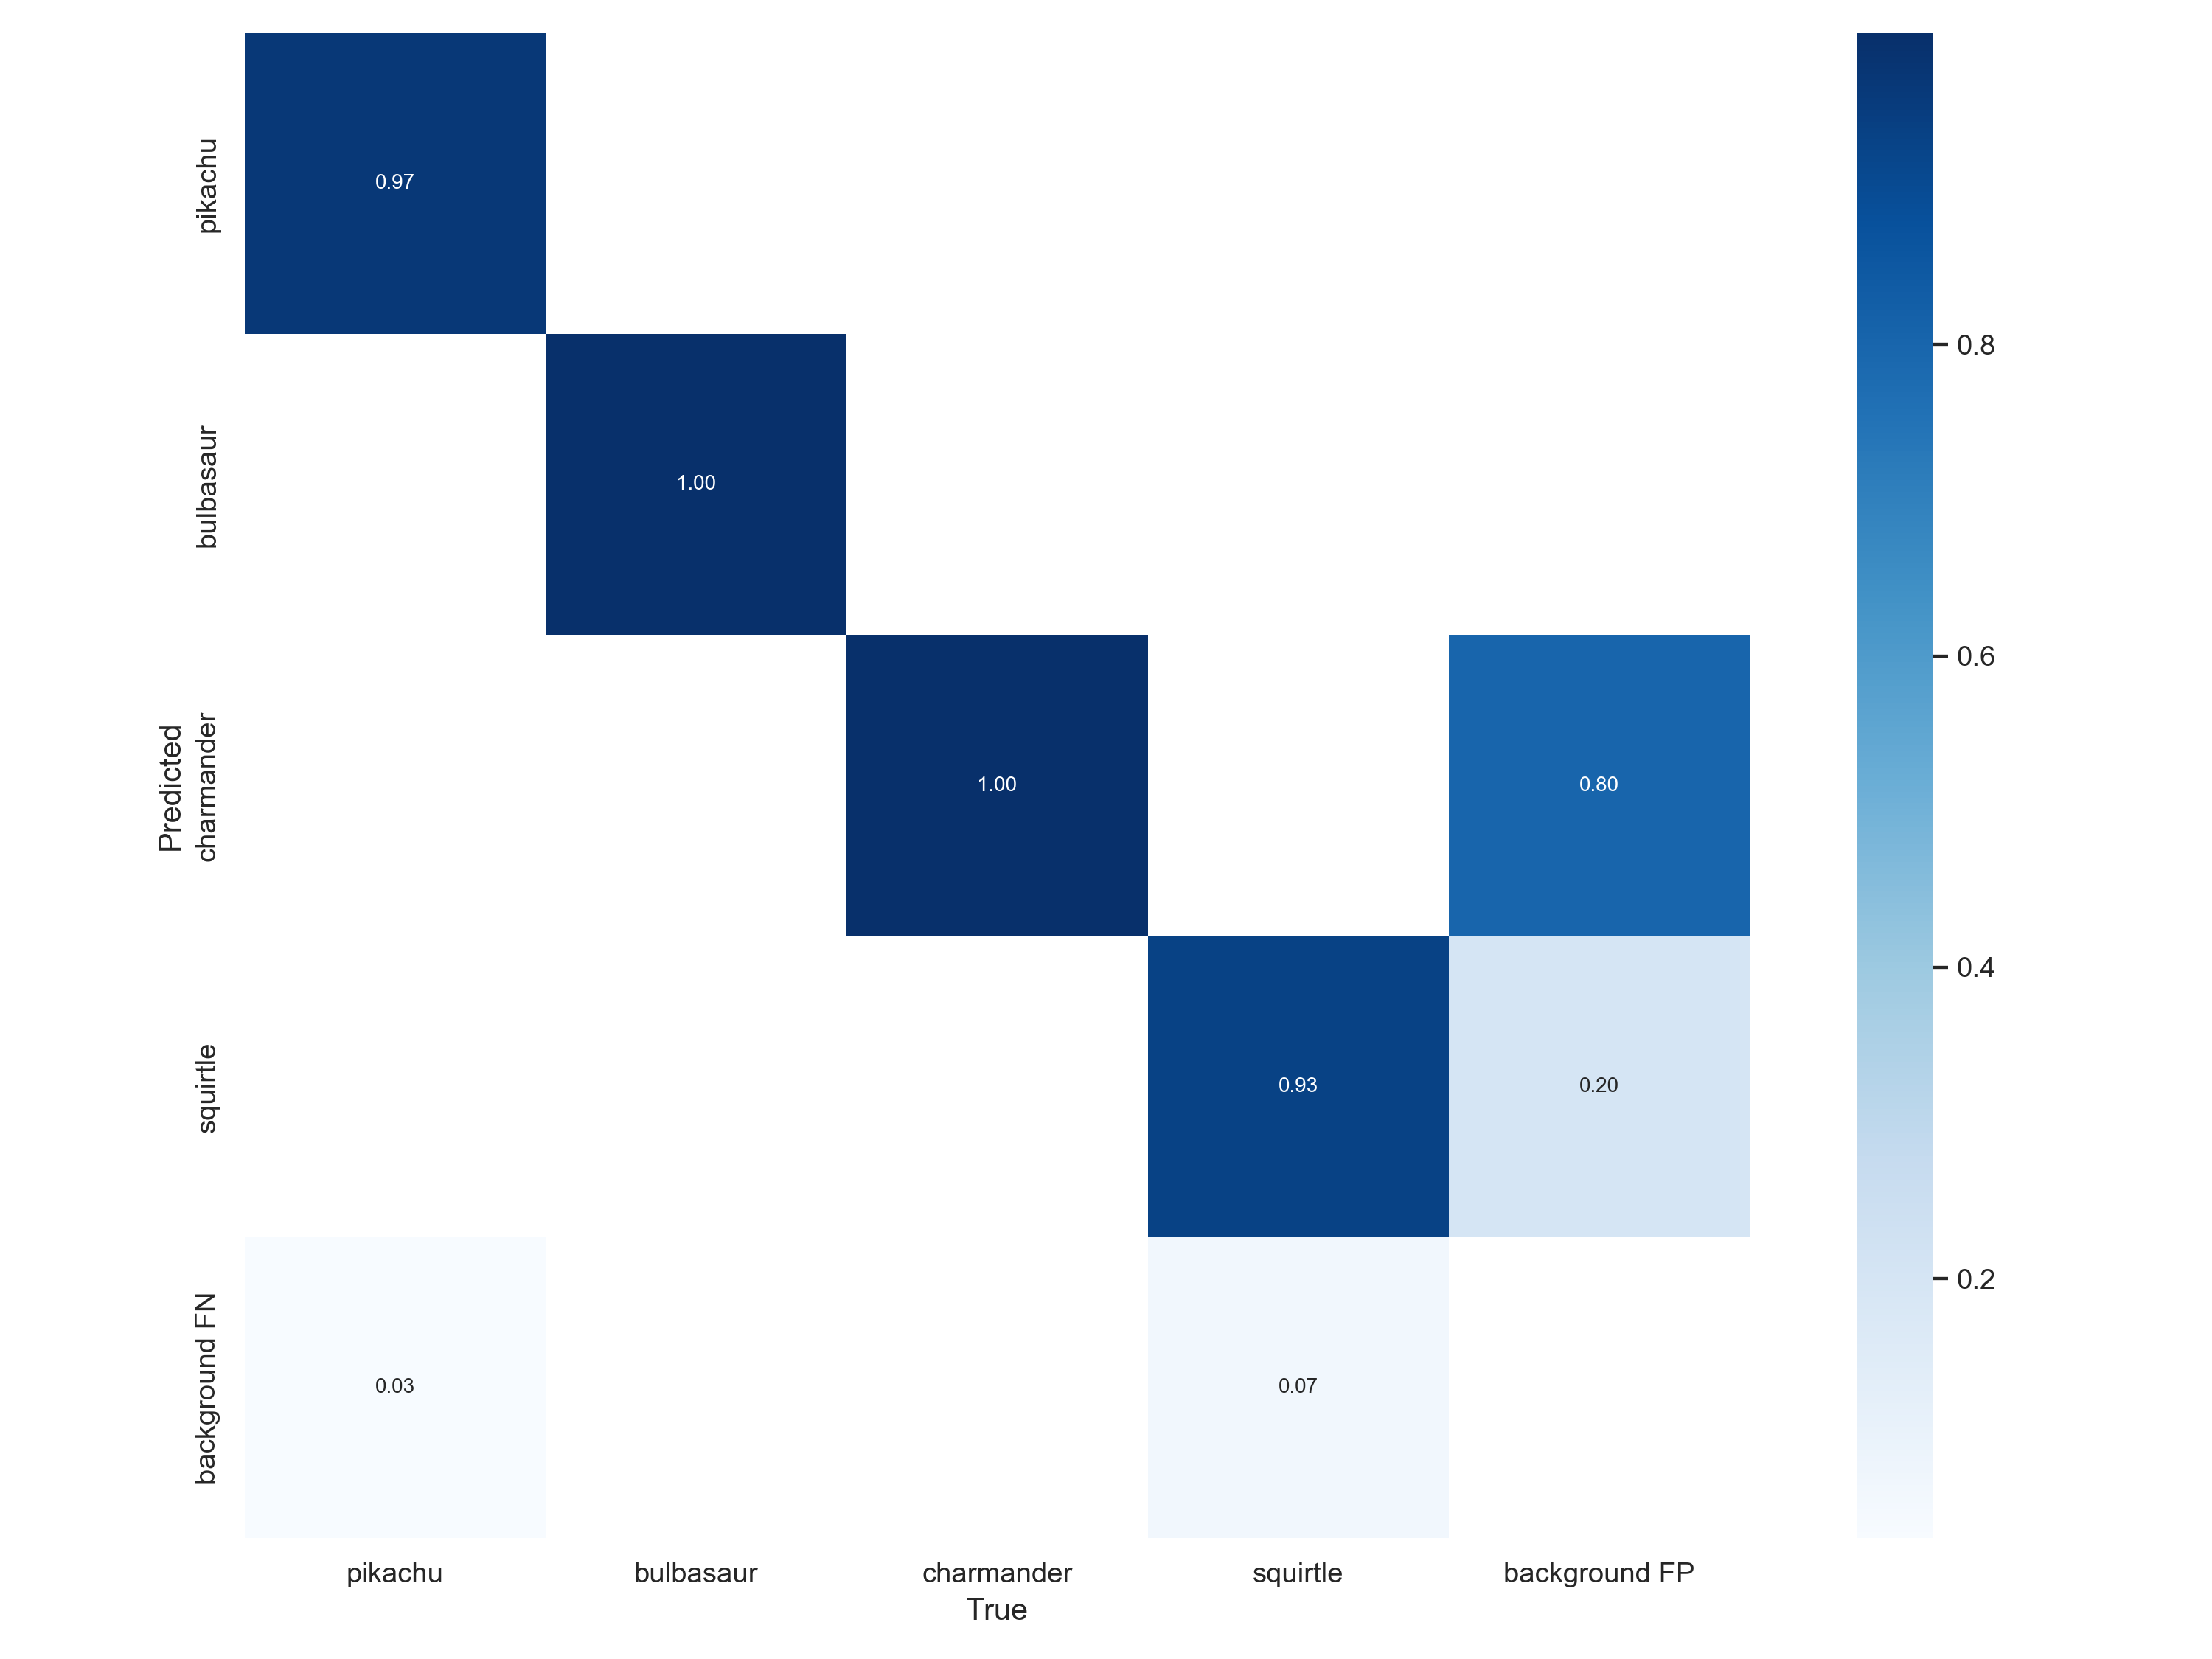 pikachu
0.97
bulbasaur
1.00
0.8
Predicted
charmander
1.00
0.80
0.6
squirtle
0.93
0.20
0.4
background FN
0.03
0.07
0.2
pikachu bulbasaur charmander squirtle background FP
True